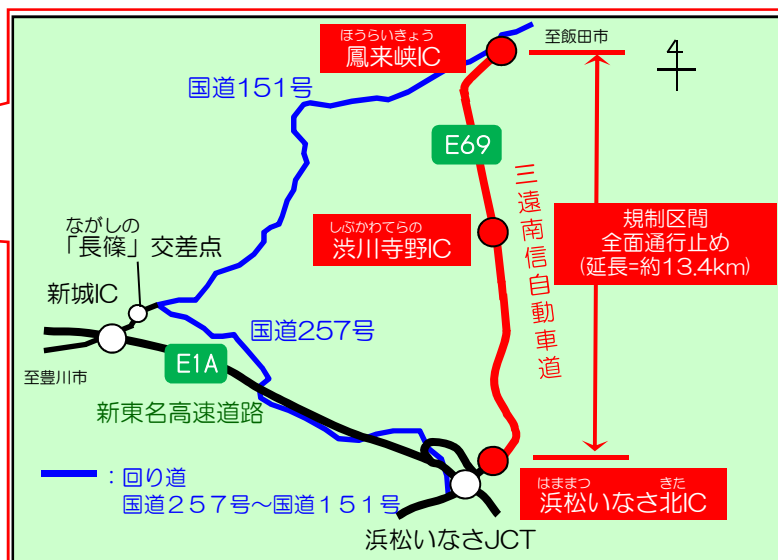 ほうらいきょう
鳳来峡IC
至飯田市
4
国道151号
E69
三遠南信自動車道
しぶかわてらの
渋川寺野IC
規制区間
全面通行止め
(延長=約13.4km)
ながしの
「長篠」交差点
新城IC
国道257号
E1A
至豊川市
新東名高速道路
：回り道
国道２５７号～国道１５１号
はままつ きた
浜松いなさ北IC
浜松いなさJCT